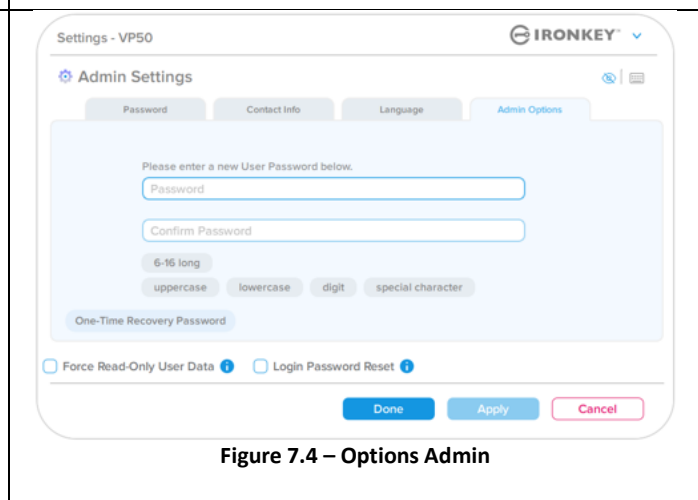 Settings - VP50
IRONKEY™
Admin Settings
Password Contact Info Language Admin Options
Please enter a new User Password below.
Password
Confirm Password
6-16 long
uppercase lowercase digit special character
One-Time Recovery Password
Force Read-Only User Data Login Password Reset
Done Apply Cancel
Figure 7.4 – Options Admin